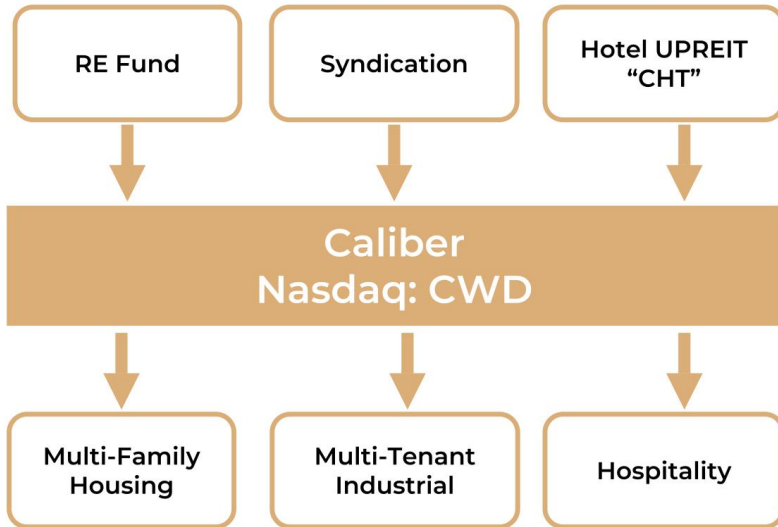 RE Fund
Syndication
Hotel UPREIT
“CHT”
Caliber
Nasdaq: CWD
Multi-Family
Housing
Multi-Tenant
Industrial
Hospitality